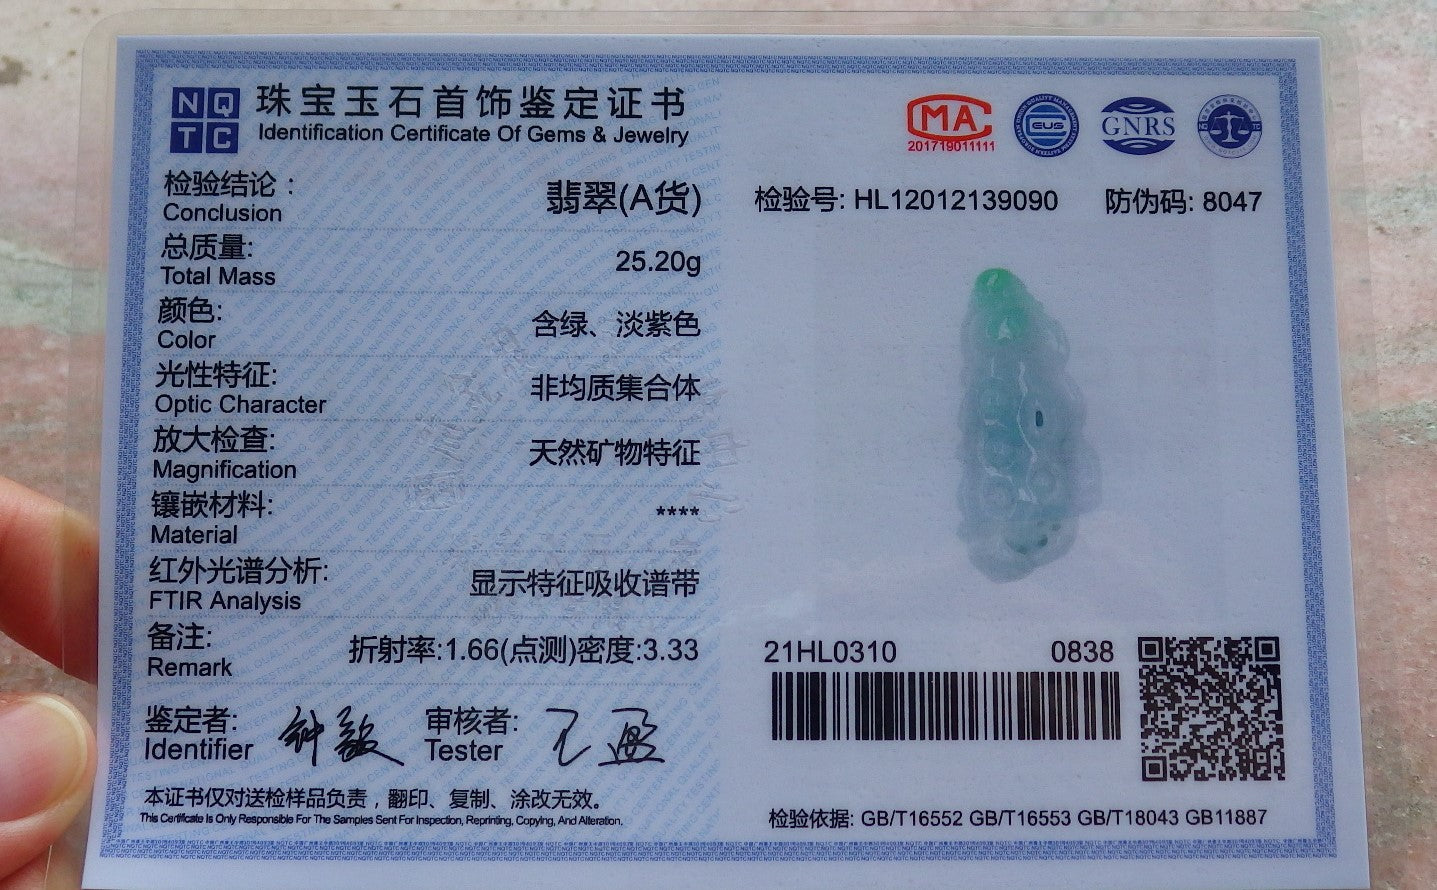 NQ
TC
珠宝玉石首饰鉴定证书
Identification Certificate Of Gems & Jewelry
检验结论：
翡翠(A货)
Conclusion
总质量:
25.20g
Total Mass
颜色:
含绿、淡紫色
Color
光性特征:
非均质集合体
Optic Character
放大检查:
天然矿物特征
Magnification
镶嵌材料:
****
Material
红外光谱分析:
显示特征吸收谱带
FTIR Analysis
备注:
折射率:1.66(点测)密度:3.33
Remark
鉴定者:
Identifier
审核者:
Tester
王盈
本证书仅对送检样品负责，翻印、复制、涂改无效。
This Certificate Is Only Responsible For The Samples Sent For Inspection, Reprinting, Copying, And Alteration.
MA
201719011111
GNRS
检验号: HL12012139090 防伪码: 8047
21HL0310 0838
检验依据: GB/T16552 GB/T16553 GB/T18043 GB11887